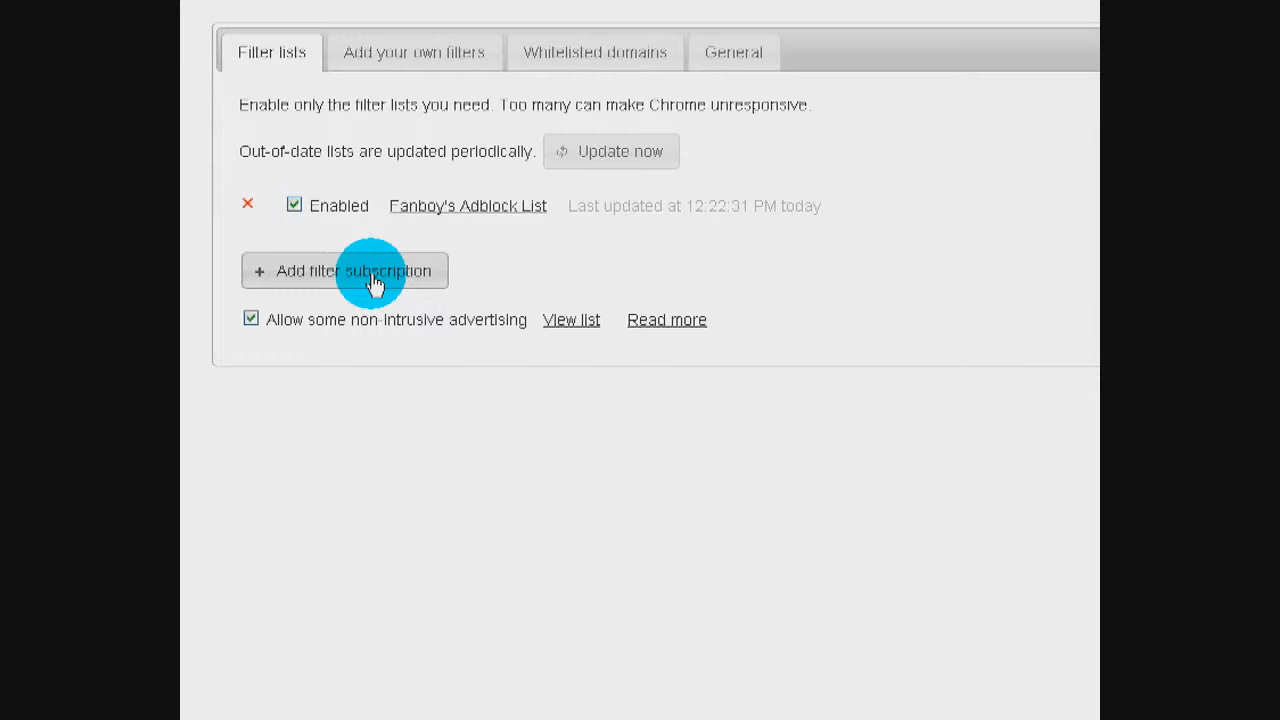 Filter lists
Add your own filters
Whitelisted domains
General
Enable only the filter lists you need. Too many can make Chrome unresponsive.
Out-of-date lists are updated periodically. Update now
Enabled Fanboy's Adblock List Last updated at 12:22:31 PM today
+ Add filter subscription
Allow some non-intrusive advertising View list Read more